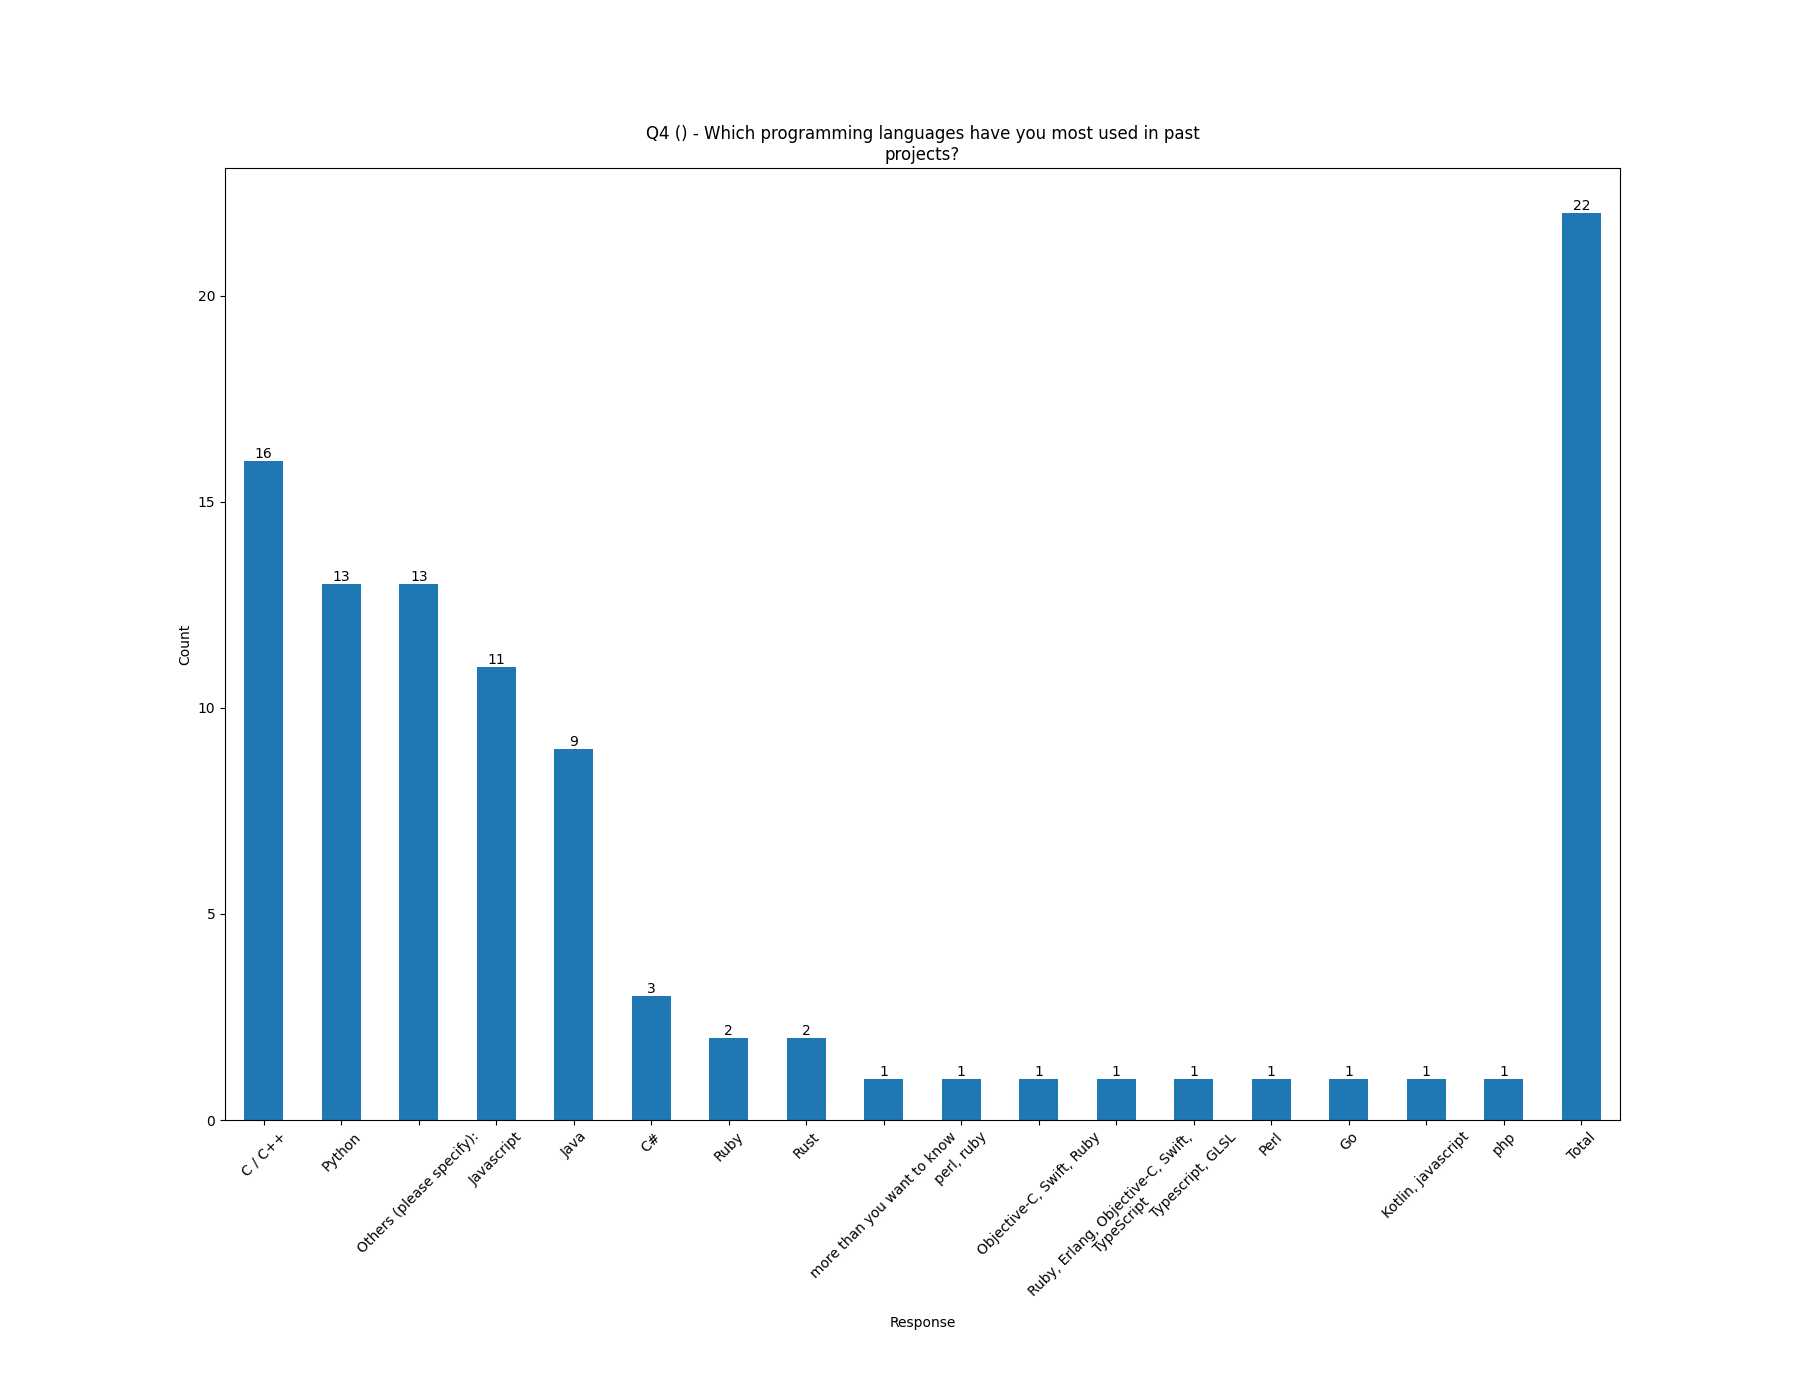 Q4 () - Which programming languages have you most used in past
projects?
22
20
16
15
13
13
11
10
9
5
3
2
2
1
1
1
1
1
1
1
1
1
0
Count
C / C++
Python
Others (please specify):
Javascript
Java
C#
Ruby
Rust
more than you want to know
perl, ruby
Objective-C, Swift, Ruby
Ruby, Erlang, Objective-C, Swift,
TypeScript
Typescript, GLSL
Perl
Go
Kotlin, javascript
php
Total
Response